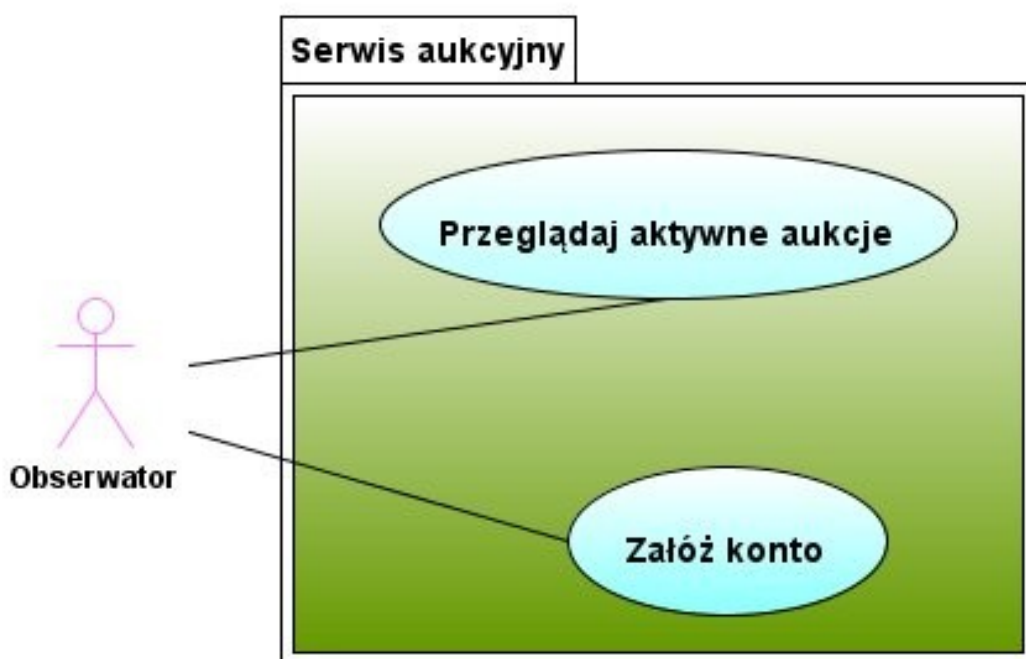 Serwis aukcyjny
Przeglądaj aktywne aukcje
Obserwator
Załóż konto